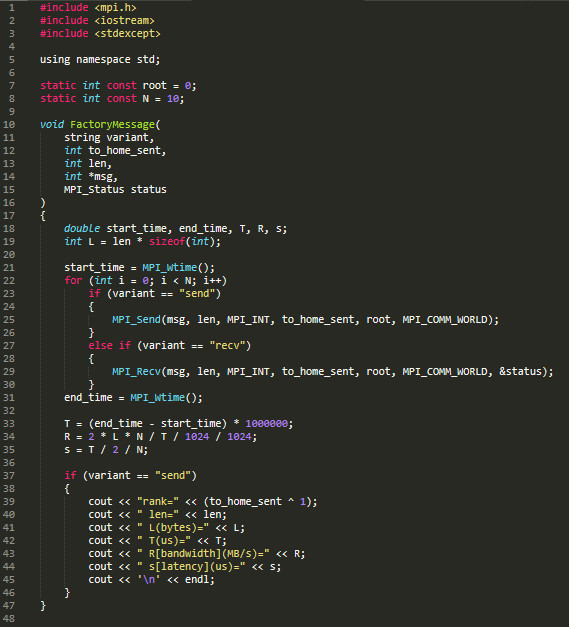 1 #include <mpi.h>
2 #include <iostream>
3 #include <stdexcept>
4
5 using namespace std;
6
7 static int const root = 0;
8 static int const N = 10;
9
10 void FactoryMessage(
11     string variant,
12     int to_home_sent,
13     int len,
14     int *msg,
15     MPI_Status status
16 )
17 {
18     double start_time, end_time, T, R, s;
19     int L = len * sizeof(int);
20
21     start_time = MPI_Wtime();
22     for (int i = 0; i < N; i++)
23         if (variant == "send")
24         {
25             MPI_Send(msg, len, MPI_INT, to_home_sent, root, MPI_COMM_WORLD);
26         }
27         else if (variant == "recv")
28         {
29             MPI_Recv(msg, len, MPI_INT, to_home_sent, root, MPI_COMM_WORLD, &status);
30         }
31     end_time = MPI_Wtime();
32
33     T = (end_time - start_time) * 1000000;
34     R = 2 * L * N / T / 1024 / 1024;
35     s = T / 2 / N;
36
37     if (variant == "send")
38     {
39         cout << "rank=" << (to_home_sent ^ 1);
40         cout << " len=" << len;
41         cout << " L(bytes)=" << L;
42         cout << " T(us)=" << T;
43         cout << " R[bandwidth](MB/s)=" << R;
44         cout << " s[latency](us)=" << s;
45         cout << '\n' << endl;
46     }
47 }
48